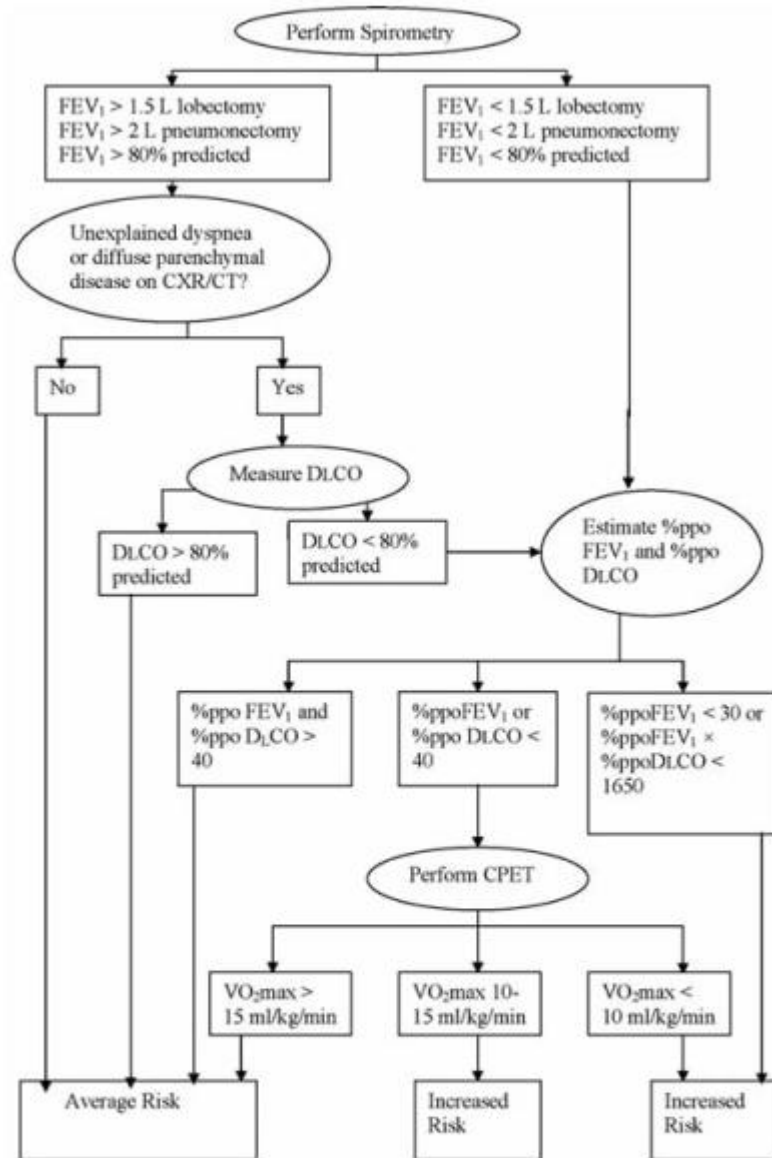 Perform Spirometry
FEV₁ > 1.5 L lobectomy
FEV₁ > 2 L pneumonectomy
FEV₁ > 80% predicted
FEV₁ < 1.5 L lobectomy
FEV₁ < 2 L pneumonectomy
FEV₁ < 80% predicted
Unexplained dyspnea
or diffuse parenchymal
disease on CXR/CT?
No
Yes
Measure DLCO
DLCO > 80%
predicted
DLCO < 80%
predicted
Estimate %ppo
FEV₁ and %ppo
DLCO
%ppo FEV₁ and
%ppo DLCO >
40
%ppoFEV₁ or
%ppo DLCO <
40
%ppoFEV₁ < 30 or
%ppoFEV₁ ×
%ppoDLCO <
1650
Perform CPET
VO₂max >
15 ml/kg/min
VO₂max 10-
15 ml/kg/min
VO₂max <
10 ml/kg/min
Average Risk
Increased
Risk
Increased
Risk